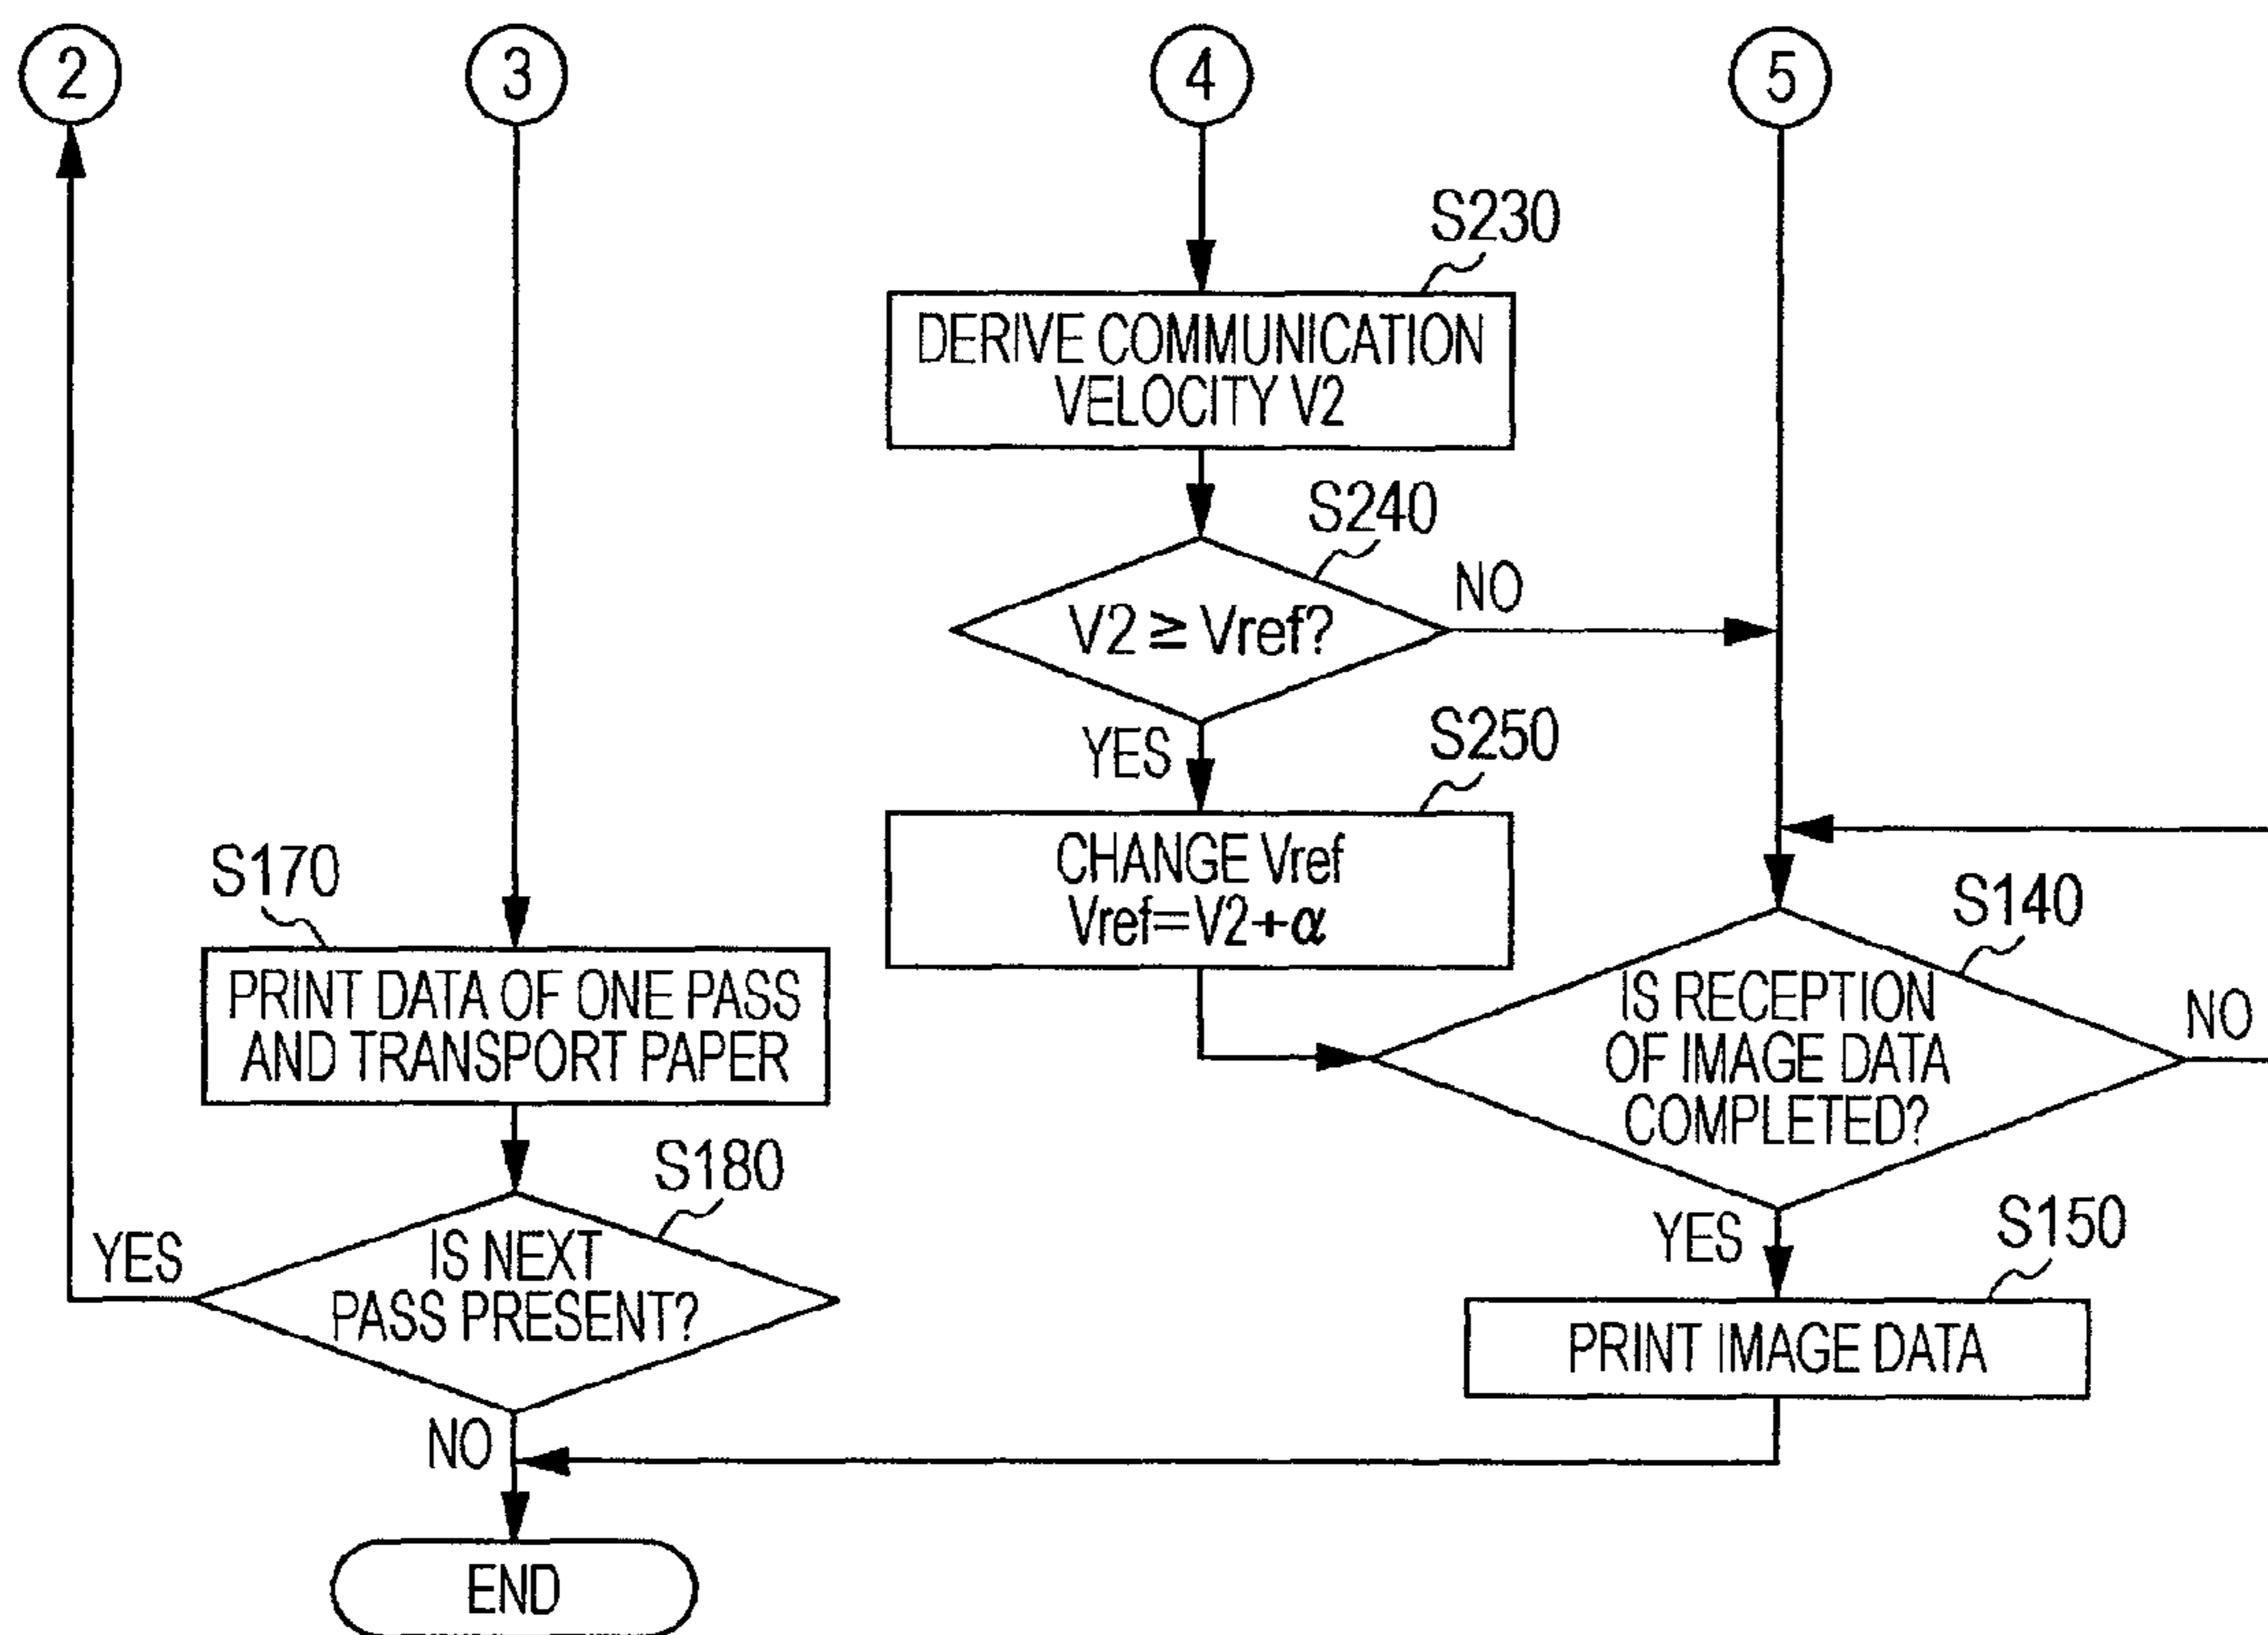 2
3
4
5
S230
DERIVE COMMUNICATION
VELOCITY V2
S240
V2 ≧ Vref?
NO
YES
S250
CHANGE Vref
Vref=V2+α
S170
PRINT DATA OF ONE PASS
AND TRANSPORT PAPER
S140
IS RECEPTION
OF IMAGE DATA
COMPLETED?
NO
S180
IS NEXT
PASS PRESENT?
YES
YES
S150
PRINT IMAGE DATA
NO
END